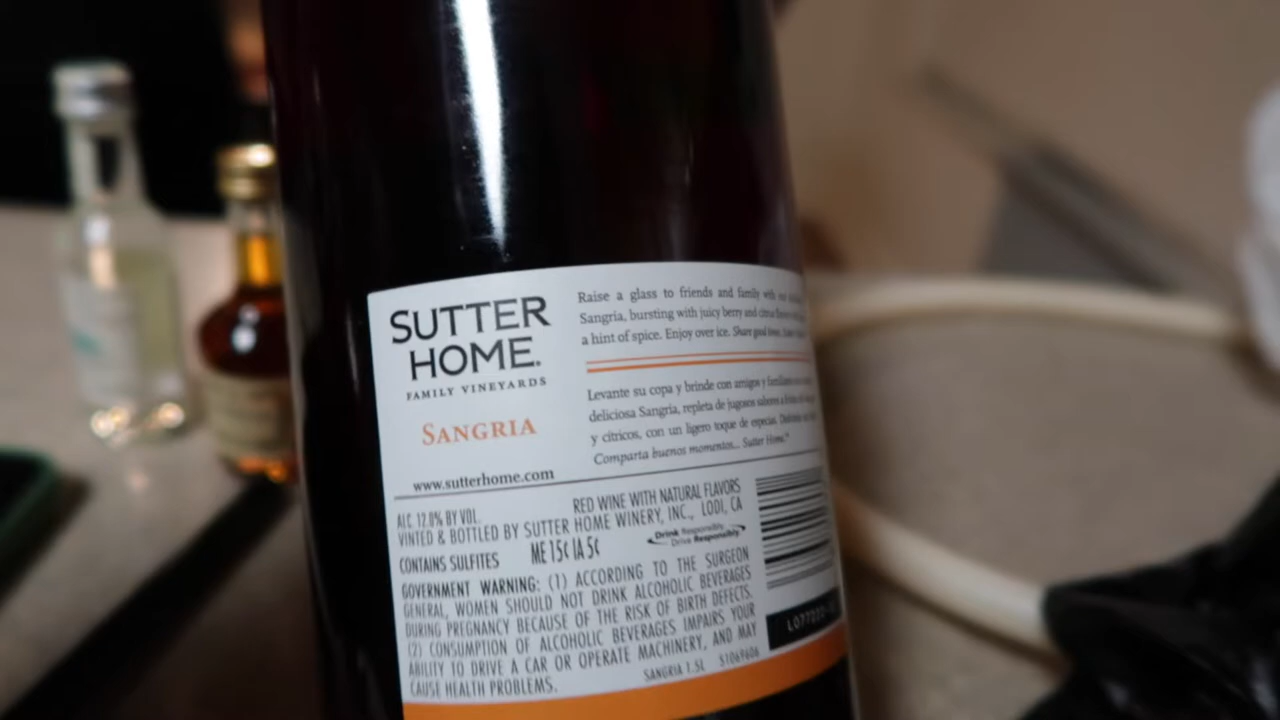 SUTTER
HOME.
FAMILY VINEYARDS
SANGRIA
www.sutterhome.com
Raise a glass to friends and family with
Sangria, bursting with juicy berry and citrus
a hint of spice. Enjoy over ice. Share good
Levante su copa y brinde con amigos y familiares
deliciosa Sangría, repleta de jugosos sabores a
y cítricos, con un ligero toque de especias.
Comparta buenos momentos... Sutter Home.®
ALC. 12.0% BY VOL. RED WINE WITH NATURAL FLAVORS
VINTED & BOTTLED BY SUTTER HOME WINERY, INC., LODI, CA
CONTAINS SULFITES ME 15¢ IA 5¢
Drink Responsibly
Drive Responsibly
GOVERNMENT WARNING: (1) ACCORDING TO THE SURGEON
GENERAL, WOMEN SHOULD NOT DRINK ALCOHOLIC BEVERAGES
DURING PREGNANCY BECAUSE OF THE RISK OF BIRTH DEFECTS.
(2) CONSUMPTION OF ALCOHOLIC BEVERAGES IMPAIRS YOUR
ABILITY TO DRIVE A CAR OR OPERATE MACHINERY, AND MAY
CAUSE HEALTH PROBLEMS.
SANGRIA 1.5L 51069606